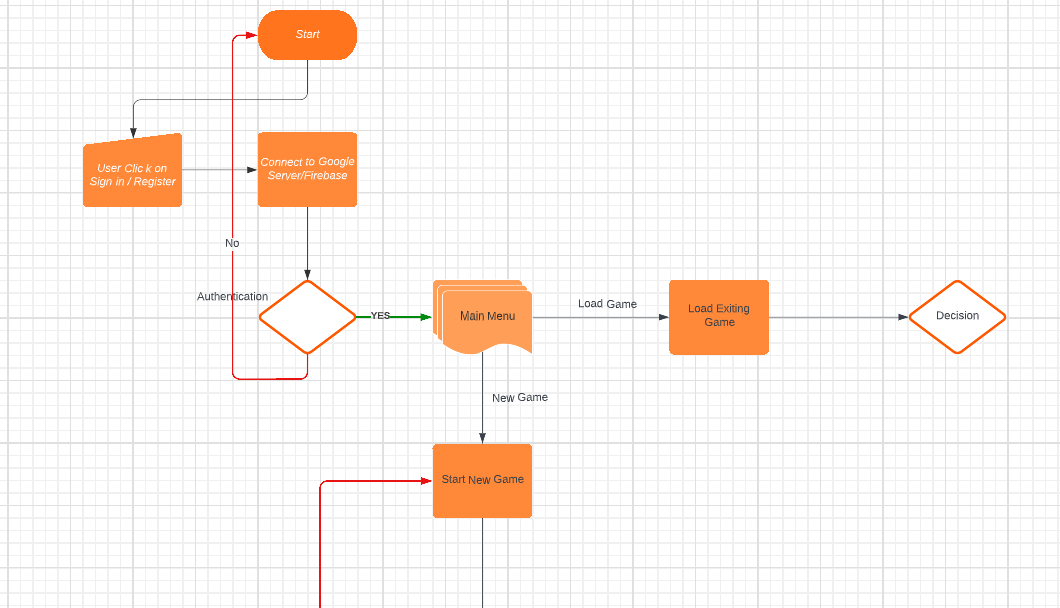 Start
User Clic k on
Sign in / Register
Connect to Google
Server/Firebase
No
Authentication
YES
Main Menu
Load Game
Load Exiting
Game
Decision
New Game
Start New Game